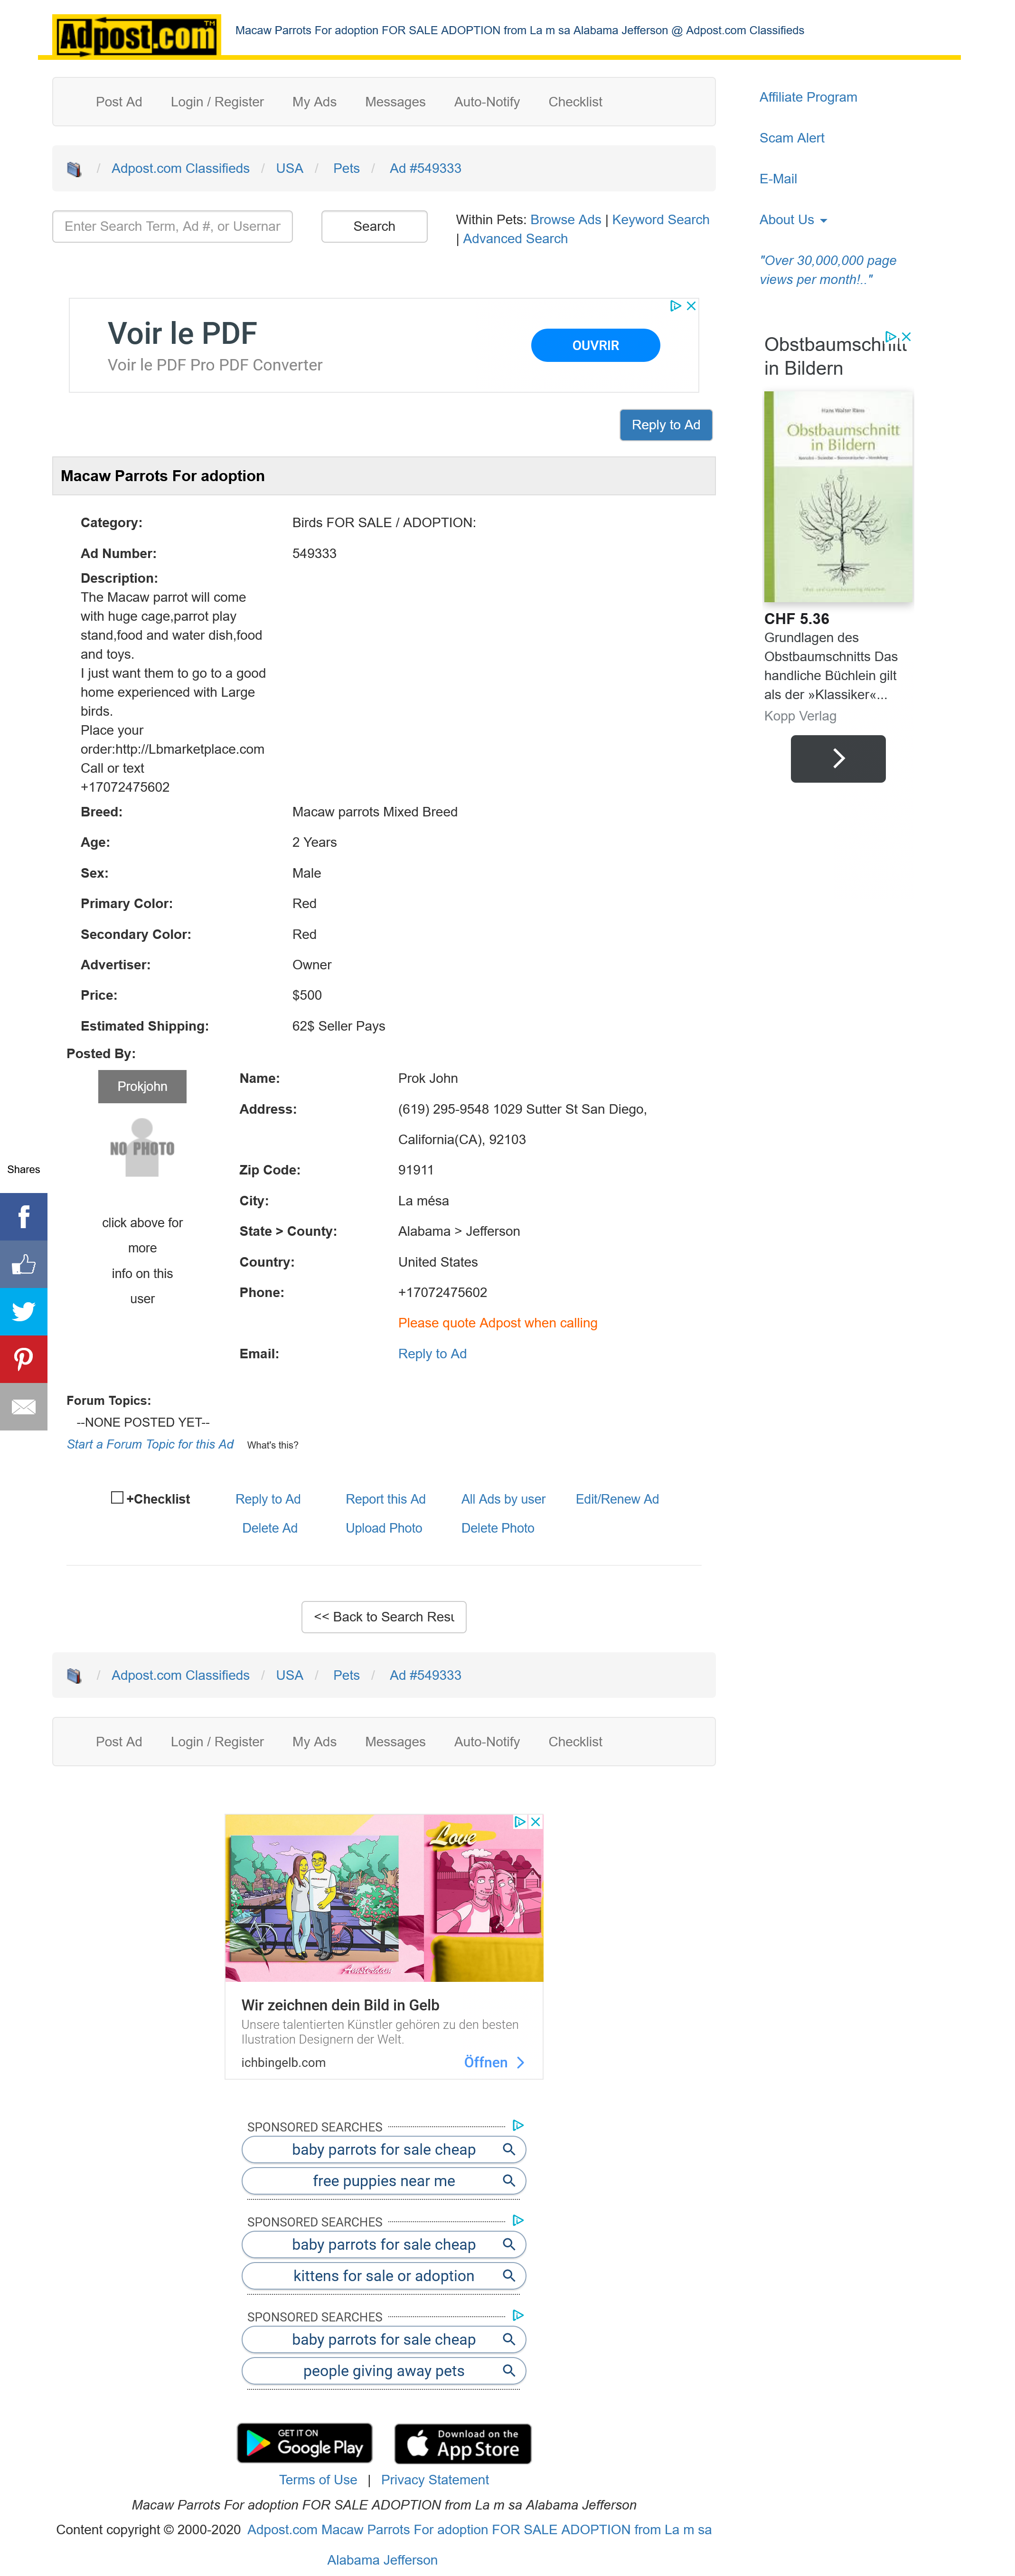 Adpost.com™
Macaw Parrots For adoption FOR SALE ADOPTION from La m sa Alabama Jefferson @ Adpost.com Classifieds
Post Ad Login / Register My Ads Messages Auto-Notify Checklist
/ Adpost.com Classifieds / USA / Pets / Ad #549333
Enter Search Term, Ad #, or Usernar
Search
Within Pets: Browse Ads | Keyword Search
| Advanced Search
Affiliate Program
Scam Alert
E-Mail
About Us
"Over 30,000,000 page
views per month!.."
Voir le PDF
Voir le PDF Pro PDF Converter
OUVRIR
Reply to Ad
Obstbaumschnitt
in Bildern
Hans Walter Riess
Obstbaumschnitt
in Bildern
CHF 5.36
Grundlagen des
Obstbaumschnitts Das
handliche Büchlein gilt
als der »Klassiker«...
Kopp Verlag
Macaw Parrots For adoption
Category: Birds FOR SALE / ADOPTION:
Ad Number: 549333
Description:
The Macaw parrot will come
with huge cage,parrot play
stand,food and water dish,food
and toys.
I just want them to go to a good
home experienced with Large
birds.
Place your
order:http://Lbmarketplace.com
Call or text
+17072475602
Breed: Macaw parrots Mixed Breed
Age: 2 Years
Sex: Male
Primary Color: Red
Secondary Color: Red
Advertiser: Owner
Price: $500
Estimated Shipping: 62$ Seller Pays
Posted By:
Prokjohn
NO PHOTO
click above for
more
info on this
user
Name: Prok John
Address: (619) 295-9548 1029 Sutter St San Diego,
California(CA), 92103
Zip Code: 91911
City: La mésa
State > County: Alabama > Jefferson
Country: United States
Phone: +17072475602
Please quote Adpost when calling
Email: Reply to Ad
Shares
Forum Topics:
--NONE POSTED YET--
Start a Forum Topic for this Ad What's this?
+Checklist Reply to Ad Report this Ad All Ads by user Edit/Renew Ad
Delete Ad Upload Photo Delete Photo
<< Back to Search Resu
/ Adpost.com Classifieds / USA / Pets / Ad #549333
Post Ad Login / Register My Ads Messages Auto-Notify Checklist
Love
Amsterdam
Wir zeichnen dein Bild in Gelb
Unsere talentierten Künstler gehören zu den besten
Ilustration Designern der Welt.
ichbingelb.com Öffnen
SPONSORED SEARCHES
baby parrots for sale cheap
free puppies near me
SPONSORED SEARCHES
baby parrots for sale cheap
kittens for sale or adoption
SPONSORED SEARCHES
baby parrots for sale cheap
people giving away pets
GET IT ON
Google Play
Download on the
App Store
Terms of Use | Privacy Statement
Macaw Parrots For adoption FOR SALE ADOPTION from La m sa Alabama Jefferson
Content copyright © 2000-2020 Adpost.com Macaw Parrots For adoption FOR SALE ADOPTION from La m sa
Alabama Jefferson